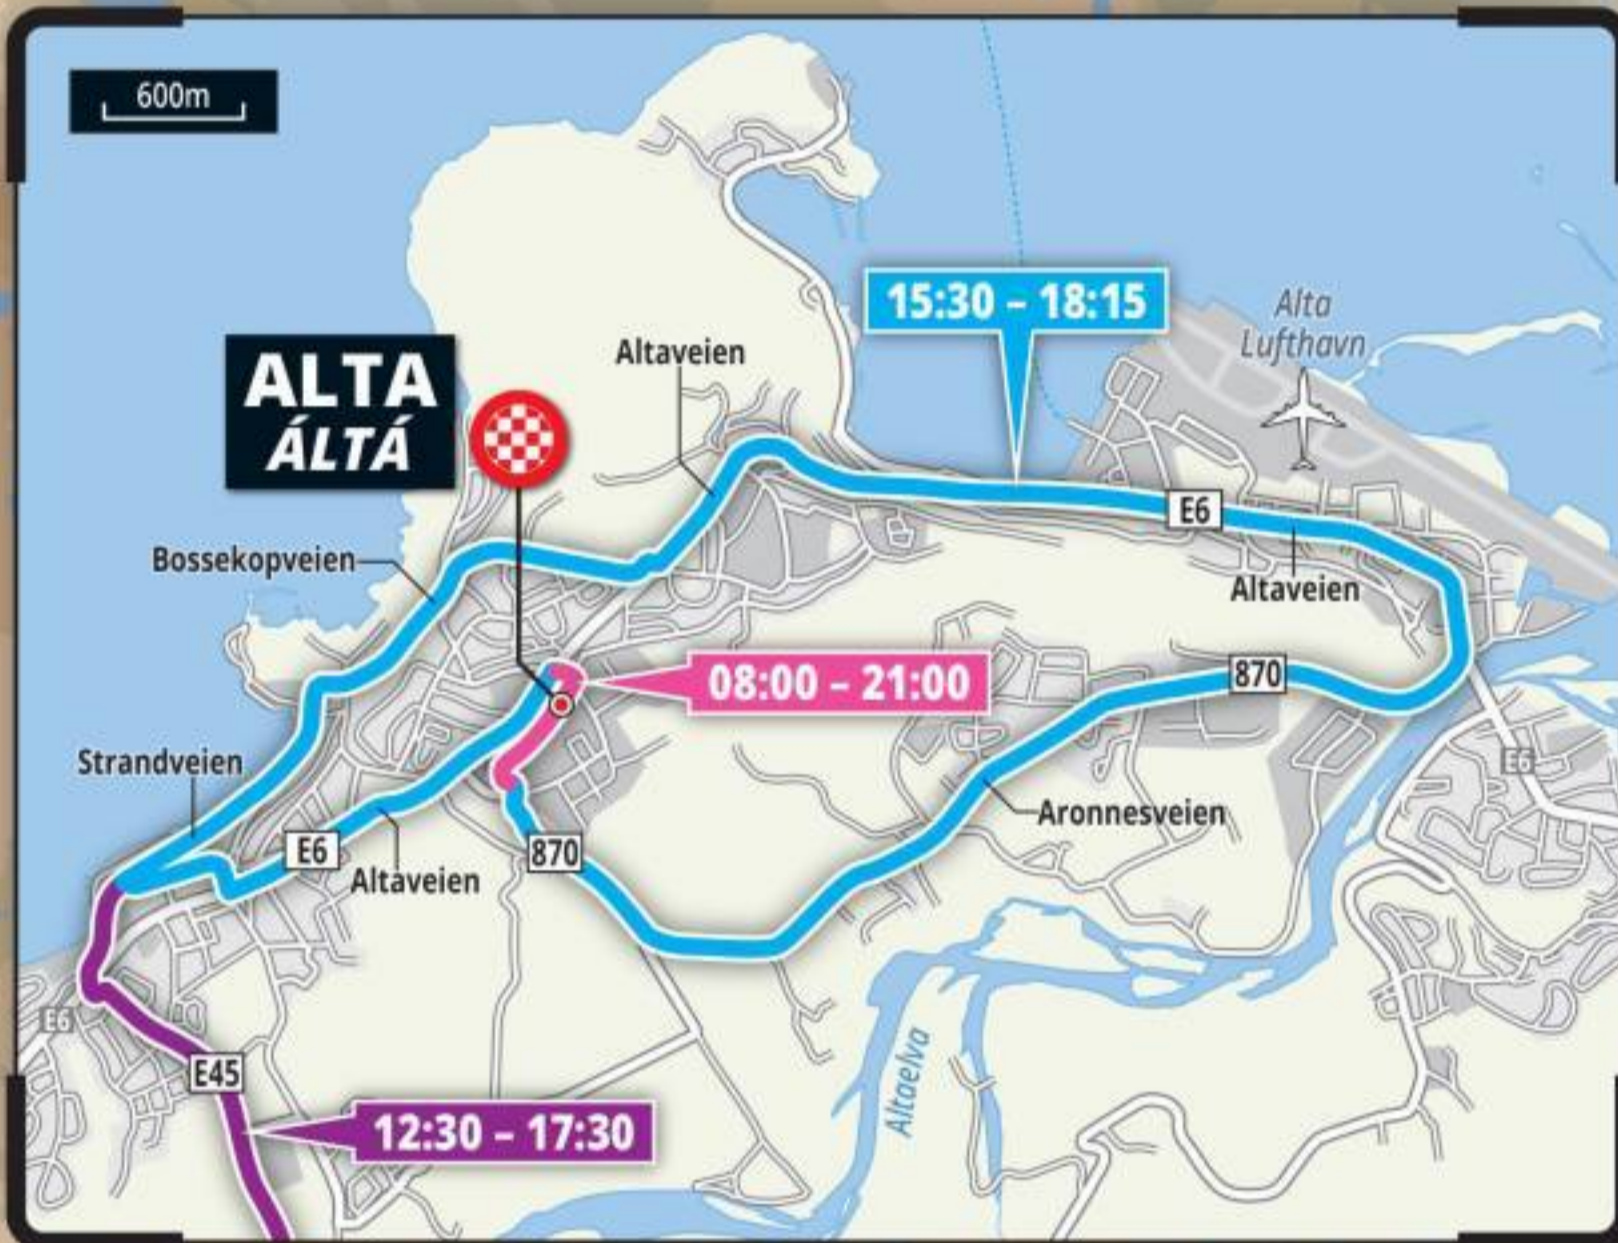 600m
15:30 – 18:15
Alta
Lufthavn
ALTA
ÁLTÁ
Altaveien
E6
Bossekopveien
Altaveien
08:00 – 21:00
870
Strandveien
E6
Aronnesveien
E6
870
Altaveien
E6
E45
Altaelva
12:30 – 17:30